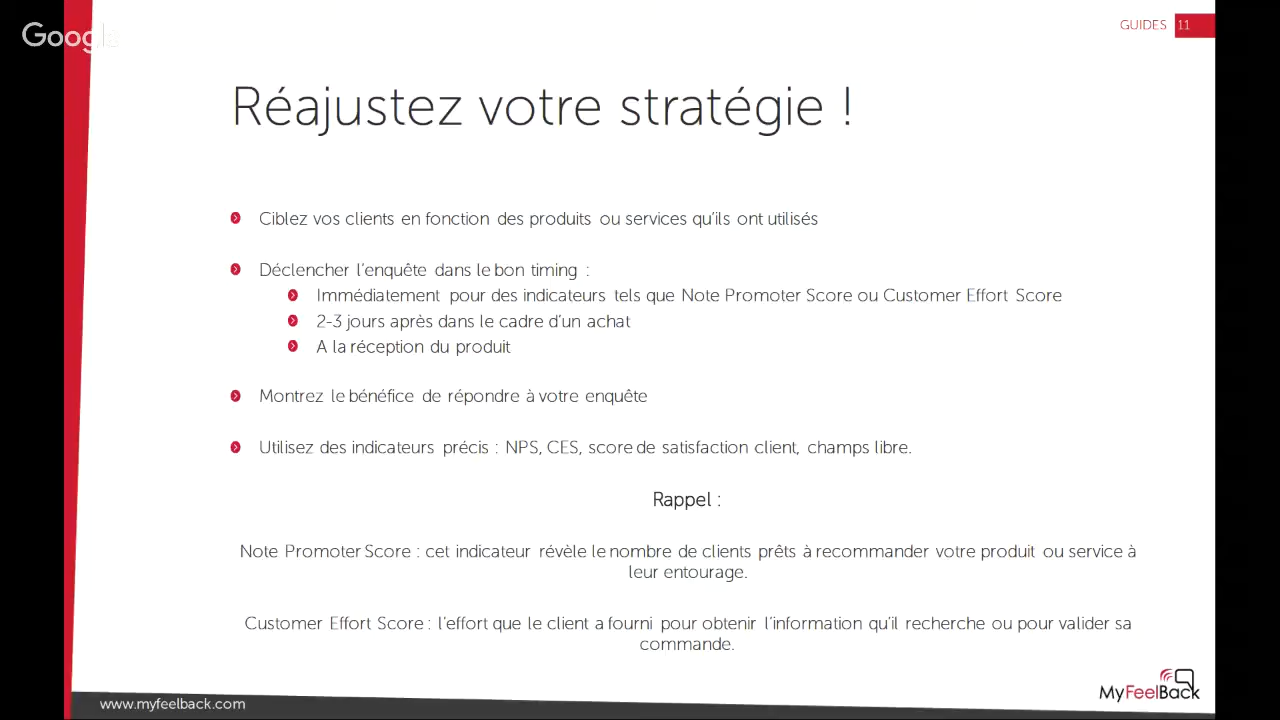 Google
GUIDES 11
Réajustez votre stratégie !
Ciblez vos clients en fonction des produits ou services qu'ils ont utilisés
Déclencher l'enquête dans le bon timing :
Immédiatement pour des indicateurs tels que Note Promoter Score ou Customer Effort Score
2-3 jours après dans le cadre d'un achat
A la réception du produit
Montrez le bénéfice de répondre à votre enquête
Utilisez des indicateurs précis : NPS, CES, score de satisfaction client, champs libre.
Rappel :
Note Promoter Score : cet indicateur révèle le nombre de clients prêts à recommander votre produit ou service à
leur entourage.
Customer Effort Score : l'effort que le client a fourni pour obtenir l'information qu'il recherche ou pour valider sa
commande.
MyFeelBack
www.myfeelback.com